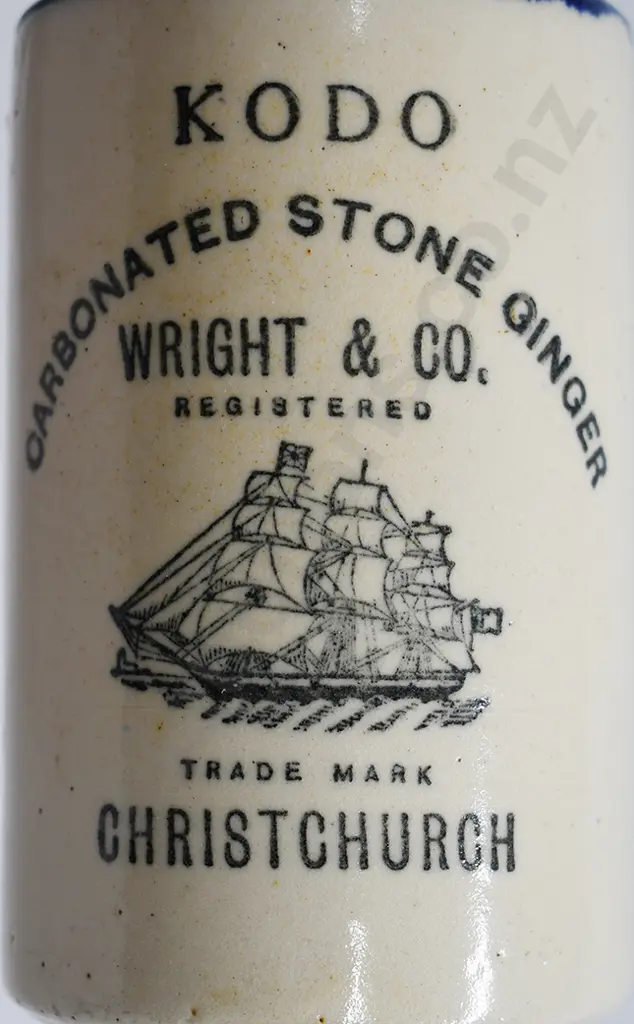 KODO
CARBONATED STONE GINGER
WRIGHT & CO.
REGISTERED
TRADE MARK
CHRISTCHURCH